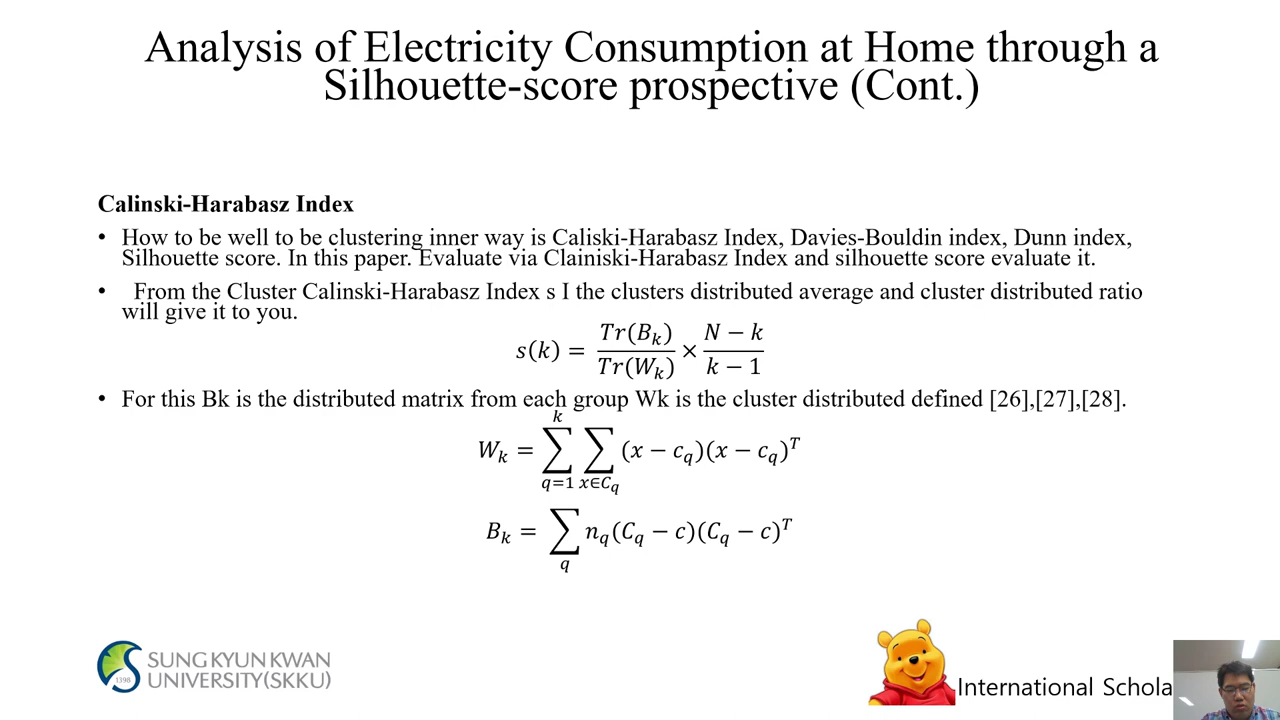 Analysis of Electricity Consumption at Home through a
Silhouette-score prospective (Cont.)
Calinski-Harabasz Index
• How to be well to be clustering inner way is Caliski-Harabasz Index, Davies-Bouldin index, Dunn index,
Silhouette score. In this paper. Evaluate via Clainiski-Harabasz Index and silhouette score evaluate it.
• From the Cluster Calinski-Harabasz Index s I the clusters distributed average and cluster distributed ratio
will give it to you.
s(k) = Tr(B_k)/Tr(W_k) × (N − k)/(k − 1)
• For this Bk is the distributed matrix from each group Wk is the cluster distributed defined [26],[27],[28].
W_k = ∑_{q=1}^{k} ∑_{x∈C_q} (x − c_q)(x − c_q)^T
B_k = ∑_q n_q(C_q − c)(C_q − c)^T
1398
SUNG KYUN KWAN
UNIVERSITY(SKKU)
International Schola